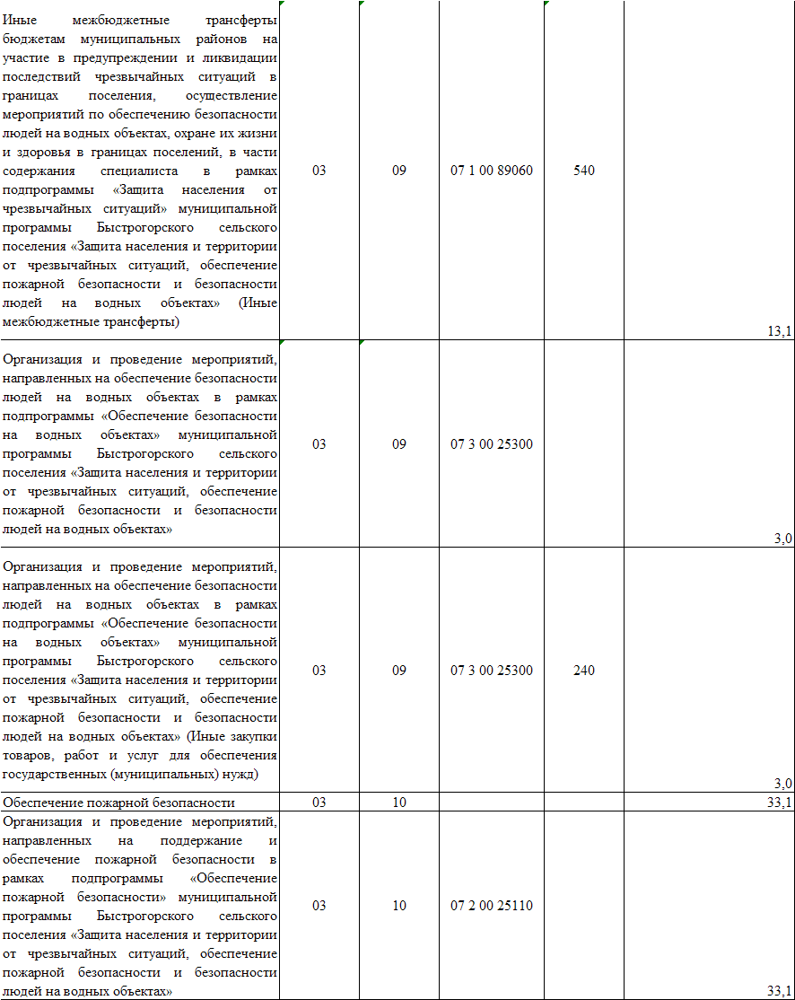 Иные межбюджетные трансферты
бюджетам муниципальных районов на
участие в предупреждении и ликвидации
последствий чрезвычайных ситуаций в
границах поселения, осуществление
мероприятий по обеспечению безопасности
людей на водных объектах, охране их жизни
и здоровья в границах поселений, в части
содержания специалиста в рамках
подпрограммы «Защита населения от
чрезвычайных ситуаций» муниципальной
программы Быстрогорского сельского
поселения «Защита населения и территории
от чрезвычайных ситуаций, обеспечение
пожарной безопасности и безопасности
людей на водных объектах» (Иные
межбюджетные трансферты)
03 09 07 1 00 89060 540 13,1
Организация и проведение мероприятий,
направленных на обеспечение безопасности
людей на водных объектах в рамках
подпрограммы «Обеспечение безопасности
на водных объектах» муниципальной
программы Быстрогорского сельского
поселения «Защита населения и территории
от чрезвычайных ситуаций, обеспечение
пожарной безопасности и безопасности
людей на водных объектах»
03 09 07 3 00 25300 3,0
Организация и проведение мероприятий,
направленных на обеспечение безопасности
людей на водных объектах в рамках
подпрограммы «Обеспечение безопасности
на водных объектах» муниципальной
программы Быстрогорского сельского
поселения «Защита населения и территории
от чрезвычайных ситуаций, обеспечение
пожарной безопасности и безопасности
людей на водных объектах» (Иные закупки
товаров, работ и услуг для обеспечения
государственных (муниципальных) нужд)
03 09 07 3 00 25300 240 3,0
Обеспечение пожарной безопасности 03 10 33,1
Организация и проведение мероприятий,
направленных на поддержание и
обеспечение пожарной безопасности в
рамках подпрограммы «Обеспечение
пожарной безопасности» муниципальной
программы Быстрогорского сельского
поселения «Защита населения и территории
от чрезвычайных ситуаций, обеспечение
пожарной безопасности и безопасности
людей на водных объектах»
03 10 07 2 00 25110 33,1